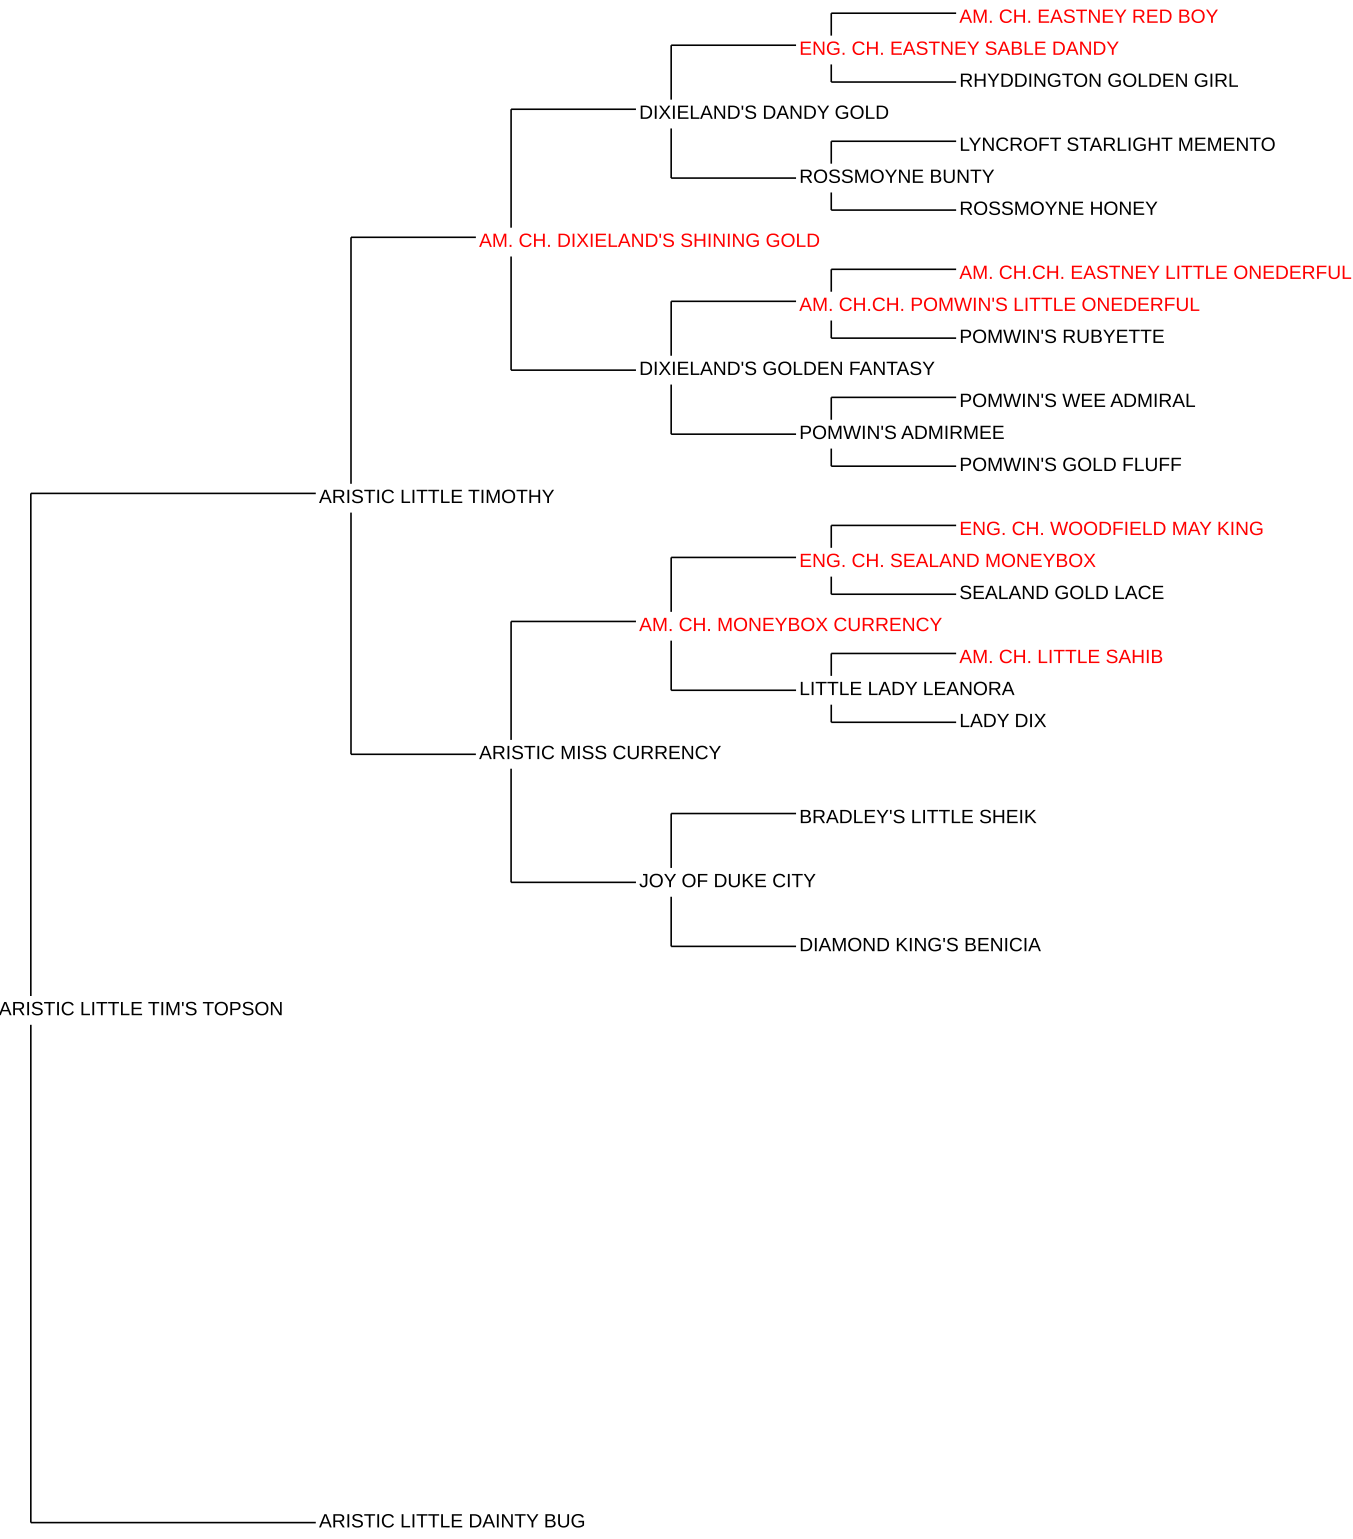 AM. CH. EASTNEY RED BOY
ENG. CH. EASTNEY SABLE DANDY
RHYDDINGTON GOLDEN GIRL
DIXIELAND'S DANDY GOLD
LYNCROFT STARLIGHT MEMENTO
ROSSMOYNE BUNTY
ROSSMOYNE HONEY
AM. CH. DIXIELAND'S SHINING GOLD
AM. CH.CH. EASTNEY LITTLE ONEDERFUL
AM. CH.CH. POMWIN'S LITTLE ONEDERFUL
POMWIN'S RUBYETTE
DIXIELAND'S GOLDEN FANTASY
POMWIN'S WEE ADMIRAL
POMWIN'S ADMIRMEE
POMWIN'S GOLD FLUFF
ARISTIC LITTLE TIMOTHY
ENG. CH. WOODFIELD MAY KING
ENG. CH. SEALAND MONEYBOX
SEALAND GOLD LACE
AM. CH. MONEYBOX CURRENCY
AM. CH. LITTLE SAHIB
LITTLE LADY LEANORA
LADY DIX
ARISTIC MISS CURRENCY
BRADLEY'S LITTLE SHEIK
JOY OF DUKE CITY
DIAMOND KING'S BENICIA
ARISTIC LITTLE TIM'S TOPSON
ARISTIC LITTLE DAINTY BUG